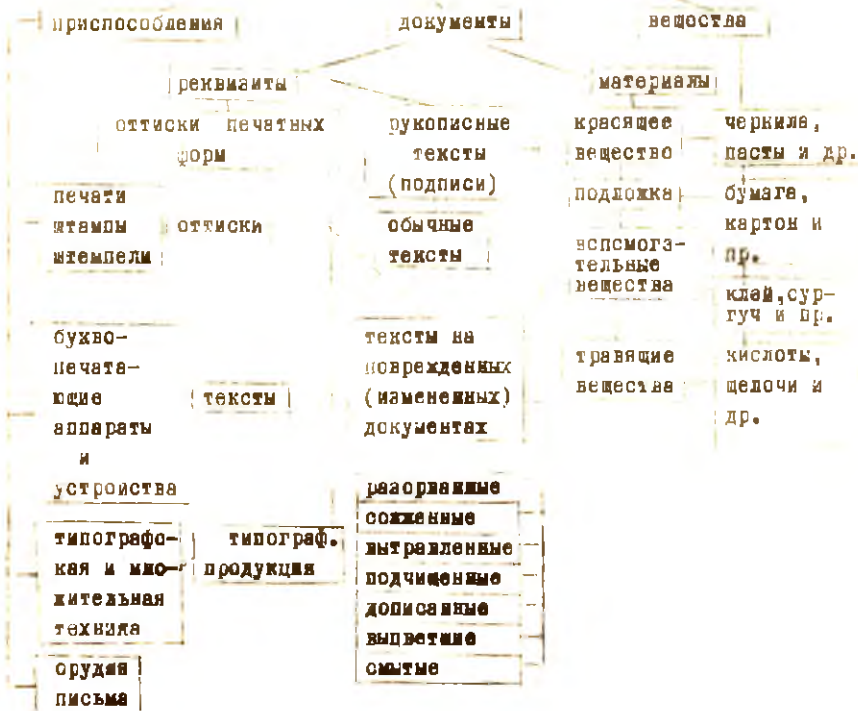 приспособления
документы
вещества
реквизиты
материалы
оттиски печатных
форм
рукописные
тексты
(подписи)
красящее
вещество
чернила,
пасты и др.
печати
штампы
штемпели
оттиски
обычные
тексты
подложка
бумага,
картон и
пр.
вспомога-
тельные
вещества
клей,сур-
гуч и пр.
букво-
печата-
ющие
аппараты
и
устройства
тексты
тексты на
поврежденных
(измененных)
документах
травящие
вещества
кислоты,
щелочи и
др.
типографс-
кая и мно-
жительная
техника
типограф.
продукция
разорванные
сожженные
вытравленные
подчищенные
дописанные
выцветшие
смытые
орудия
письма